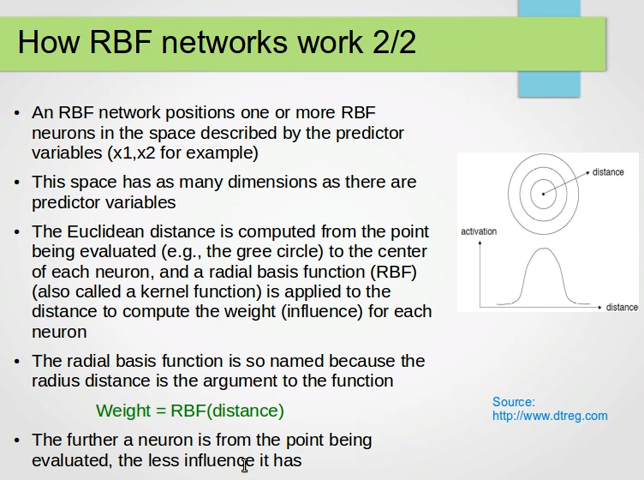 How RBF networks work 2/2
• An RBF network positions one or more RBF
neurons in the space described by the predictor
variables (x1,x2 for example)
• This space has as many dimensions as there are
predictor variables
• The Euclidean distance is computed from the point
being evaluated (e.g., the gree circle) to the center
of each neuron, and a radial basis function (RBF)
(also called a kernel function) is applied to the
distance to compute the weight (influence) for each
neuron
• The radial basis function is so named because the
radius distance is the argument to the function
Weight = RBF(distance)
• The further a neuron is from the point being
evaluated, the less influence it has
distance
activation
distance
Source:
http://www.dtreg.com